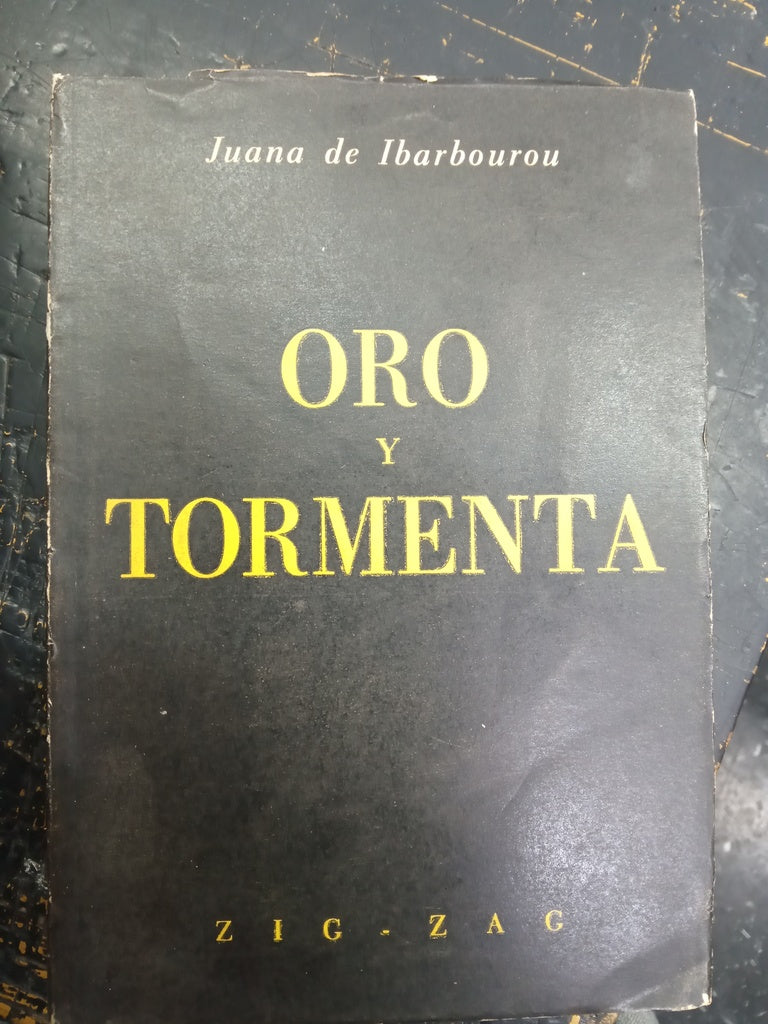 Juana de Ibarbourou
ORO
Y
TORMENTA
ZIG-ZAG